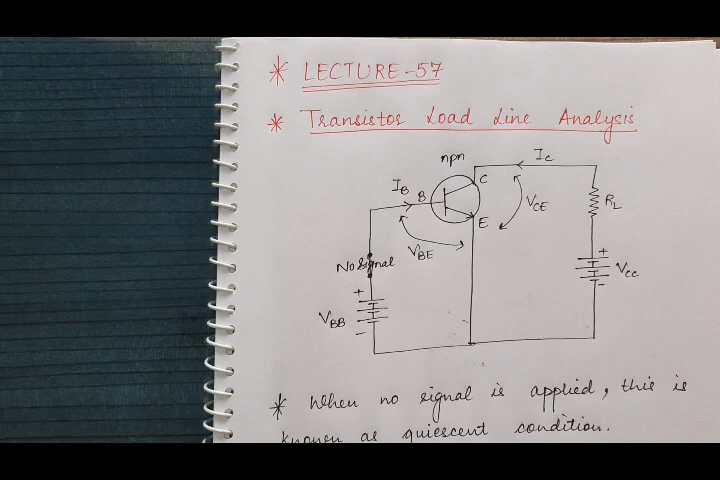 * LECTURE-57
* Transistor Load Line Analysis
npn
IC
IB
B
C
E
VCE
RL
VBE
No Signal
+
VCC
-
+
VBB
-
* When no signal is applied, this is
known as quiescent condition.